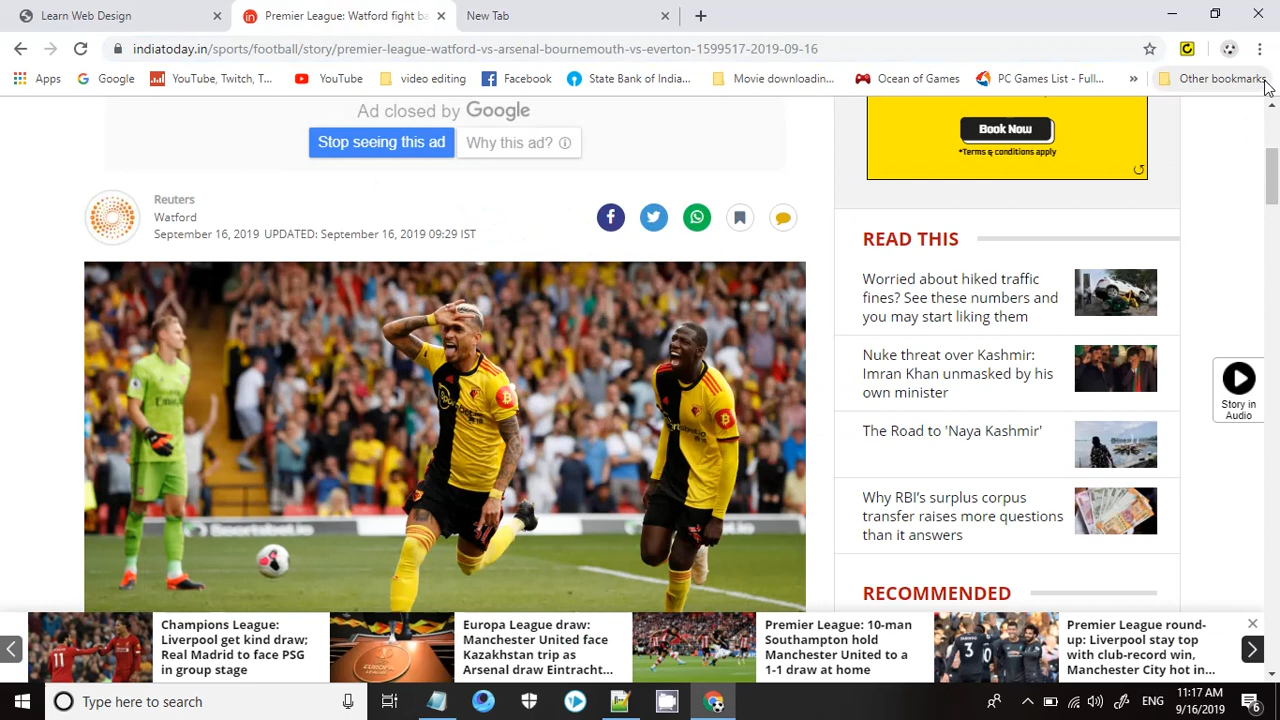 Learn Web Design
Premier League: Watford fight ba
New Tab
indiatoday.in/sports/football/story/premier-league-watford-vs-arsenal-bournemouth-vs-everton-1599517-2019-09-16
Apps
Google
YouTube, Twitch, T...
YouTube
video editing
Facebook
State Bank of India...
Movie downloadin...
Ocean of Games
PC Games List - Full...
»
Other bookmarks
Ad closed by Google
Stop seeing this ad
Why this ad?
Book Now
*Terms & conditions apply
Reuters
Watford
September 16, 2019 UPDATED: September 16, 2019 09:29 IST
READ THIS
Worried about hiked traffic
fines? See these numbers and
you may start liking them
Nuke threat over Kashmir:
Imran Khan unmasked by his
own minister
The Road to 'Naya Kashmir'
Why RBI's surplus corpus
transfer raises more questions
than it answers
Story in
Audio
RECOMMENDED
11
Champions League:
Liverpool get kind draw;
Real Madrid to face PSG
in group stage
Europa League draw:
Manchester United face
Kazakhstan trip as
Arsenal draw Eintracht...
Premier League: 10-man
Southampton hold
Manchester United to a
1-1 draw at home
3
Premier League round-
up: Liverpool stay top
with club-record win,
Manchester City hot in...
Type here to search
ENG
11:17 AM
9/16/2019
6